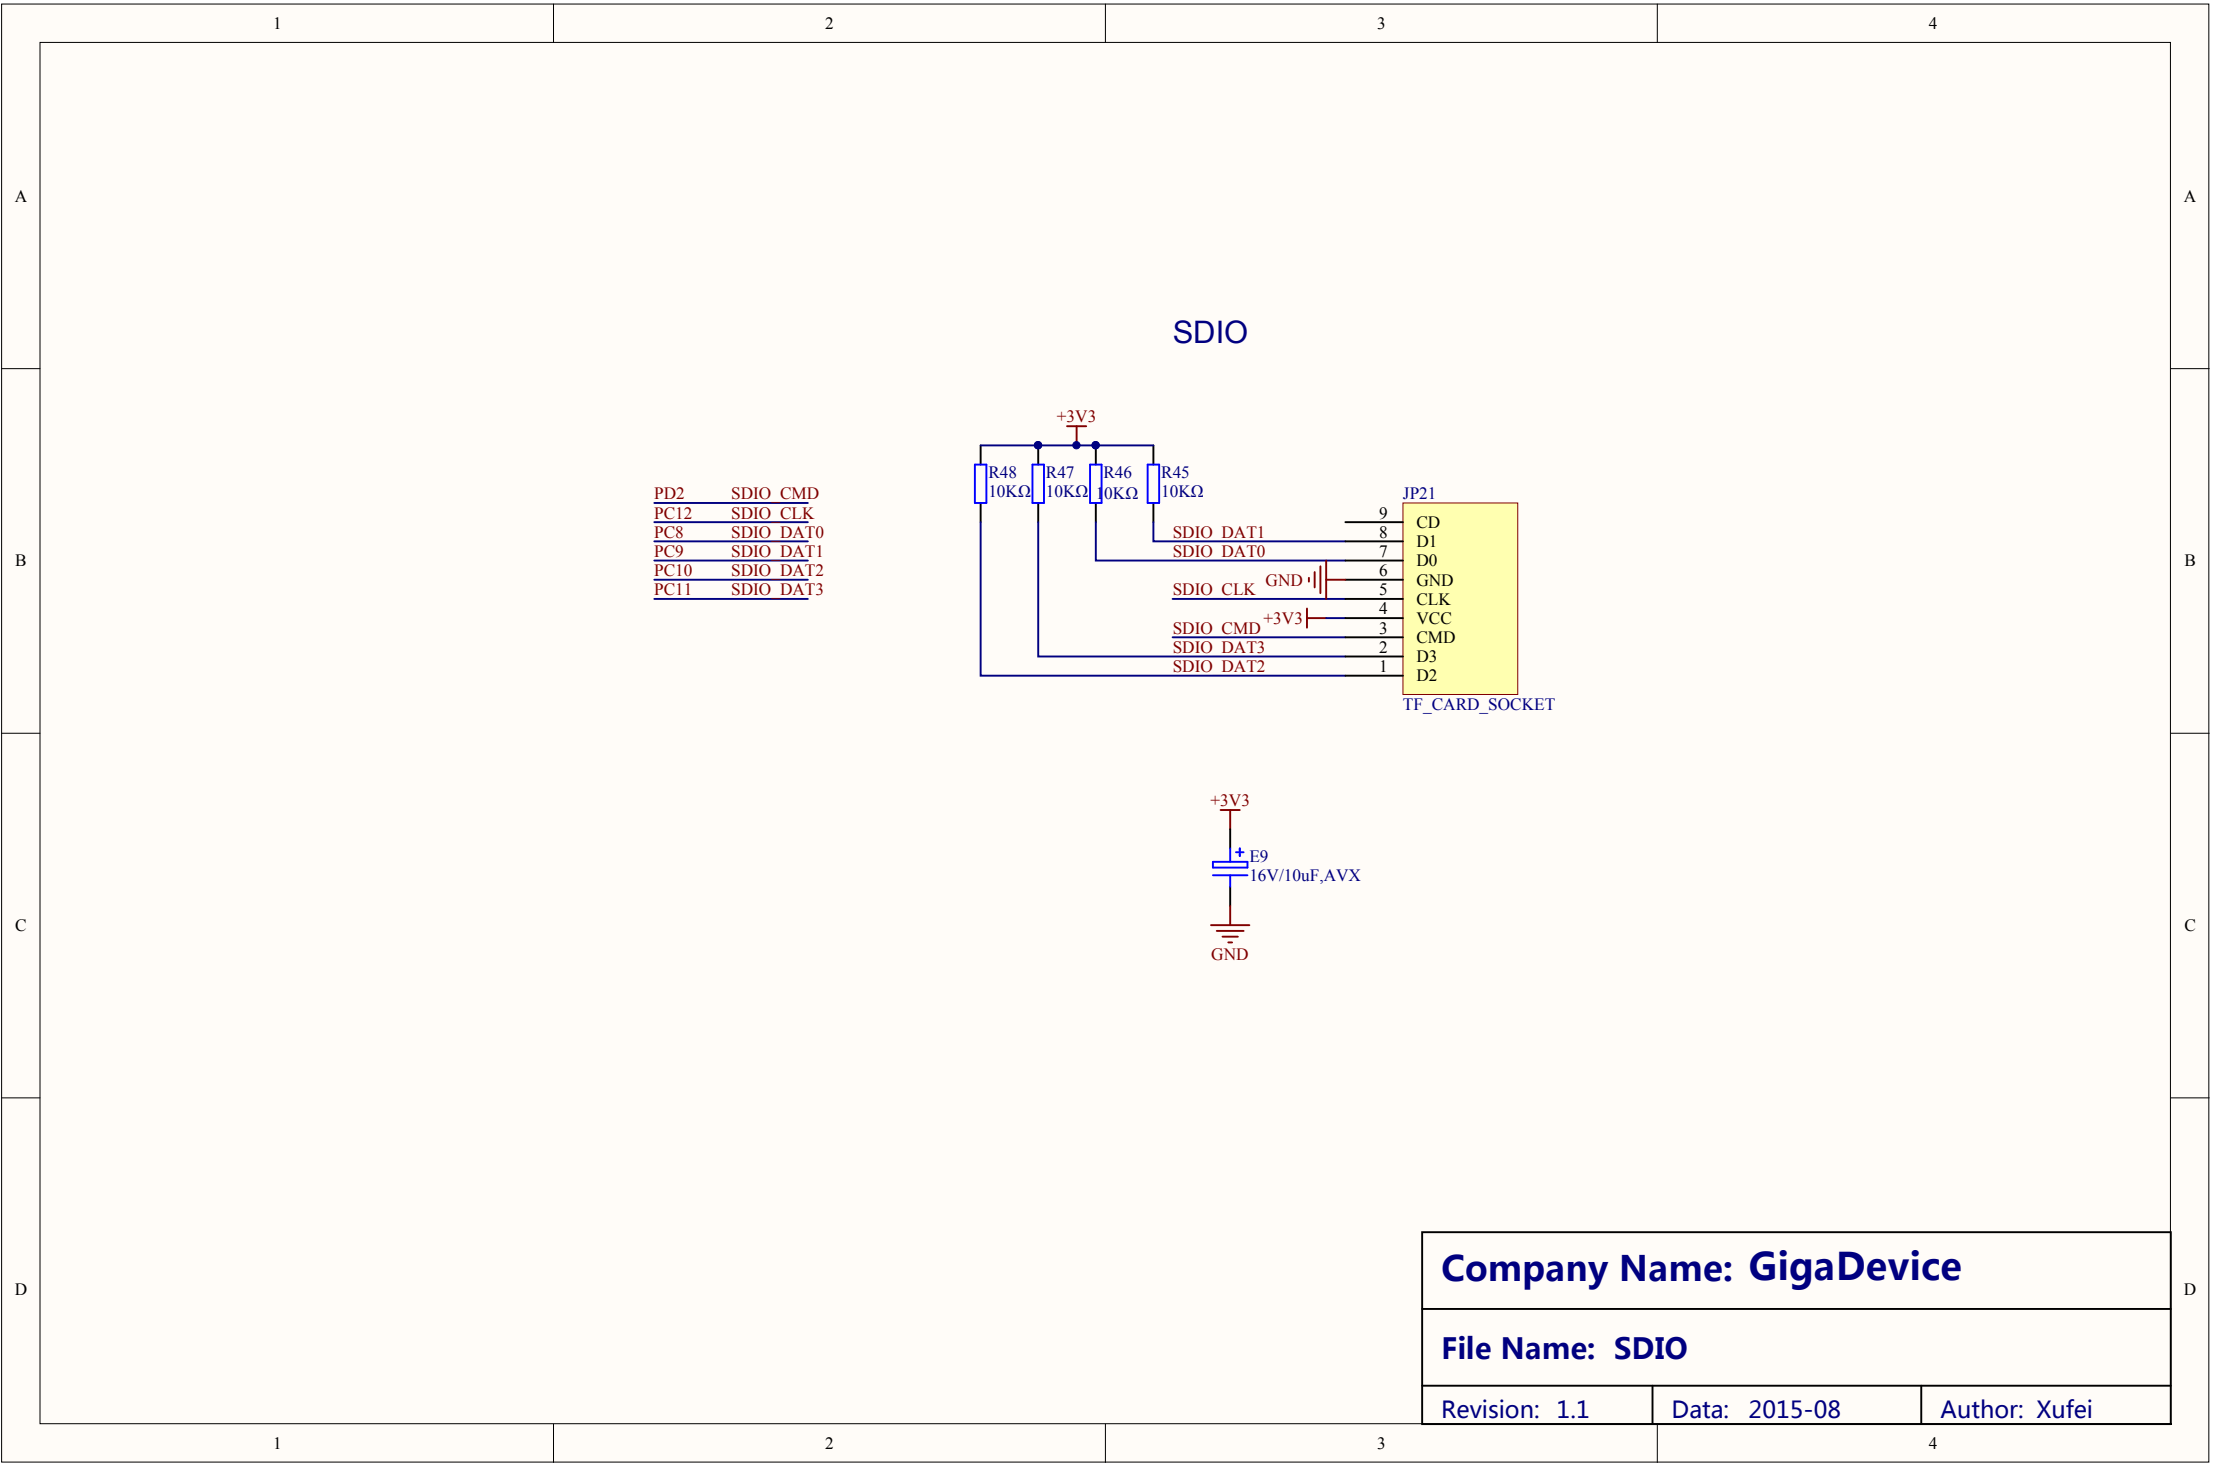 1 2 3 4
A A
SDIO
B B
+3V3
R48 R47 R46 R45
10KΩ 10KΩ 10KΩ 10KΩ
PD2 SDIO_CMD
PC12 SDIO_CLK
PC8 SDIO_DAT0
PC9 SDIO_DAT1
PC10 SDIO_DAT2
PC11 SDIO_DAT3
JP21
9 CD
SDIO_DAT1 8 D1
SDIO_DAT0 7 D0
GND 6 GND
SDIO_CLK 5 CLK
+3V3 4 VCC
SDIO_CMD 3 CMD
SDIO_DAT3 2 D3
SDIO_DAT2 1 D2
TF_CARD_SOCKET
C C
+3V3
+ E9
16V/10uF,AVX
GND
D D
Company Name: GigaDevice
File Name: SDIO
Revision: 1.1 Data: 2015-08 Author: Xufei
1 2 3 4